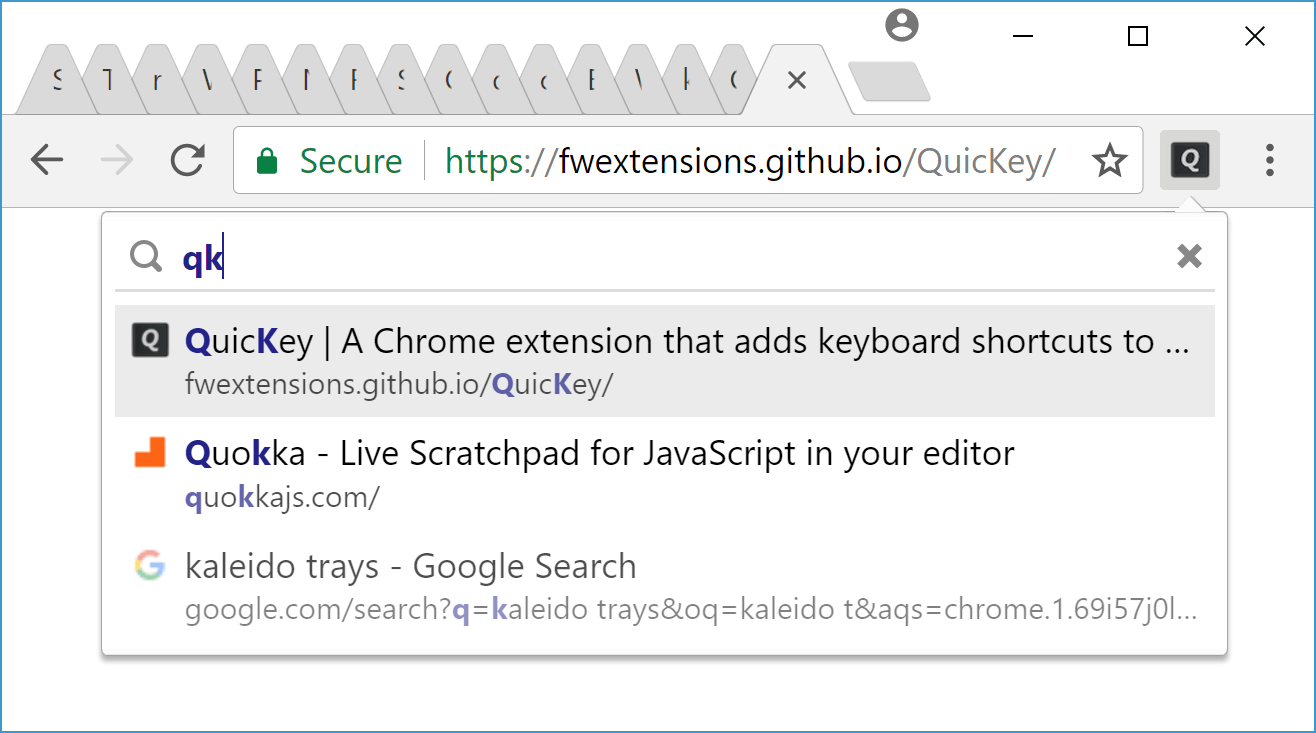 S T r V F N F S C c c E V k C
Secure https://fwextensions.github.io/QuicKey/ Q
qk
Q QuicKey | A Chrome extension that adds keyboard shortcuts to ...
fwextensions.github.io/QuicKey/
Quokka - Live Scratchpad for JavaScript in your editor
quokkajs.com/
kaleido trays - Google Search
google.com/search?q=kaleido trays&oq=kaleido t&aqs=chrome.1.69i57j0l...